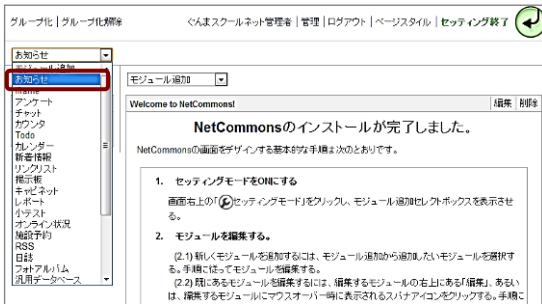 グループ化 | グループ化解除
ぐんまスクールネット管理者 | 管理 | ログアウト | ページスタイル | セッティング終了
お知らせ
モジュール追加
お知らせ
アンケート
チャット
カウンタ
Todo
カレンダー
新着情報
リンクリスト
掲示板
キャビネット
レポート
小テスト
オンライン状況
施設予約
RSS
日誌
フォトアルバム
汎用データベース
モジュール追加
Welcome to NetCommons!
編集 削除
NetCommonsのインストールが完了しました。
NetCommonsの画面をデザインする基本的な手順は次のとおりです。
1. セッティングモードをONにする
画面右上の「セッティングモード」をクリックし、モジュール追加セレクトボックスを表示させ
る。
2. モジュールを編集する。
(2.1) 新しくモジュールを追加するには、モジュール追加から追加したいモジュールを選択す
る。手順に従ってモジュールを編集する。
(2.2) 既にあるモジュールを編集するには、編集するモジュールの右上にある「編集」、あるい
は、編集するモジュールにマウスオーバー時に表示されるスパナアイコンをクリックする。手順に